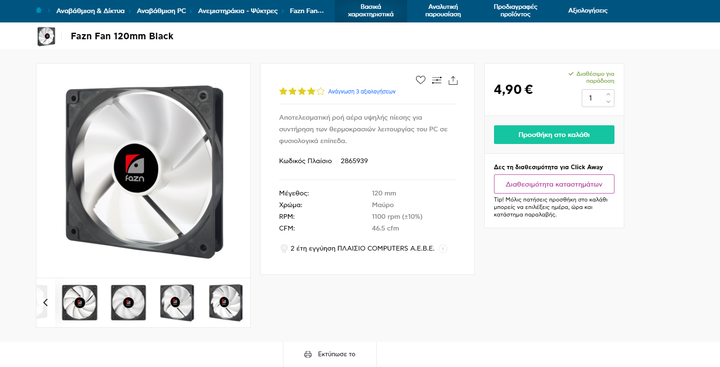 Αναβάθμιση & Δίκτυα
Αναβάθμιση PC
Ανεμιστηράκια - Ψύκτρες
Fazn Fan...
Βασικά
χαρακτηριστικά
Αναλυτική
παρουσίαση
Προδιαγραφές
προϊόντος
Αξιολογήσεις
Fazn Fan 120mm Black
fazn
Ανάγνωση 3 αξιολογήσεων
Αποτελεσματική ροή αέρα υψηλής πίεσης για
συντήρηση των θερμοκρασιών λειτουργίας του PC σε
φυσιολογικά επίπεδα.
Κωδικός Πλαίσιο 2865939
Μέγεθος: 120 mm
Χρώμα: Μαύρο
RPM: 1100 rpm (±10%)
CFM: 46,5 cfm
2 έτη εγγύηση ΠΛΑΙΣΙΟ COMPUTERS A.E.B.E.
4,90 €
Διαθέσιμο για
παράδοση
1
Προσθήκη στο καλάθι
Δες τη διαθεσιμότητα για Click Away
Διαθεσιμότητα καταστημάτων
Tip! Μόλις πατήσεις προσθήκη στο καλάθι
μπορείς να επιλέξεις ημέρα, ώρα και
κατάστημα παραλαβής.
Εκτύπωσε το